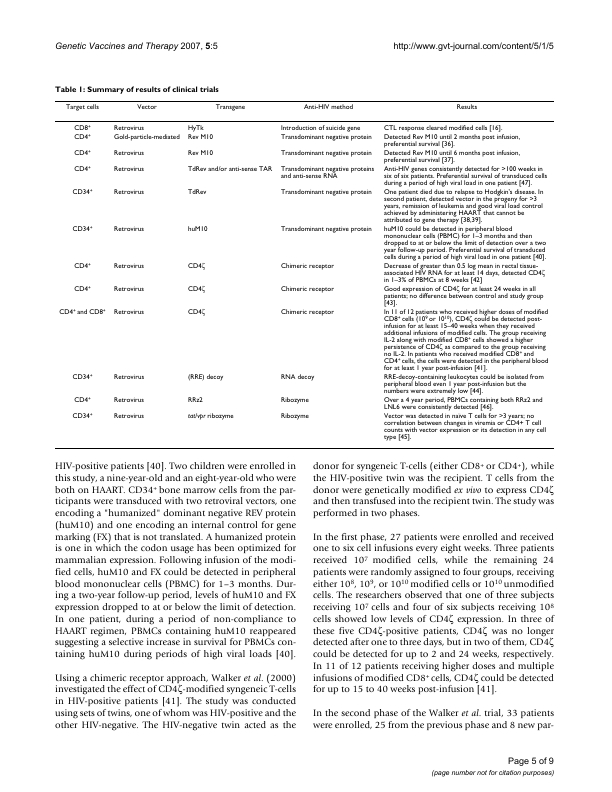 Genetic Vaccines and Therapy 2007, 5:5
http://www.gvt-journal.com/content/5/1/5
Table 1: Summary of results of clinical trials
Target cells Vector Transgene Anti-HIV method Results
CD8+ Retrovirus HyTk Introduction of suicide gene CTL response cleared modified cells [16].
CD4+ Gold-particle-mediated Rev M10 Transdominant negative protein Detected Rev M10 until 2 months post infusion,
preferential survival [36].
CD4+ Retrovirus Rev M10 Transdominant negative protein Detected Rev M10 until 6 months post infusion,
preferential survival [37].
CD4+ Retrovirus TdRev and/or anti-sense TAR Transdominant negative proteins Anti-HIV genes consistently detected for >100 weeks in
and anti-sense RNA six of six patients. Preferential survival of transduced cells
during a period of high viral load in one patient [47].
CD34+ Retrovirus TdRev Transdominant negative protein One patient died due to relapse to Hodgkin's disease. In
second patient, detected vector in the progeny for >3
years, remission of leukemia and good viral load control
achieved by administering HAART that cannot be
attributed to gene therapy [38,39].
CD34+ Retrovirus huM10 Transdominant negative protein huM10 could be detected in peripheral blood
mononuclear cells (PBMC) for 1–3 months and then
dropped to at or below the limit of detection over a two
year follow-up period. Preferential survival of transduced
cells during a period of high viral load in one patient [40].
CD4+ Retrovirus CD4ζ Chimeric receptor Decrease of greater than 0.5 log mean in rectal tissue-
associated HIV RNA for at least 14 days, detected CD4ζ
in 1–3% of PBMCs at 8 weeks [42]
CD4+ Retrovirus CD4ζ Chimeric receptor Good expression of CD4ζ for at least 24 weeks in all
patients; no difference between control and study group
[43].
CD4+ and CD8+ Retrovirus CD4ζ Chimeric receptor In 11 of 12 patients who received higher doses of modified
CD8+ cells (10⁹ or 10¹⁰), CD4ζ could be detected post-
infusion for at least 15–40 weeks when they received
additional infusions of modified cells. The group receiving
IL-2 along with modified CD8+ cells showed a higher
persistence of CD4ζ as compared to the group receiving
no IL-2. In patients who received modified CD8+ and
CD4+ cells, the cells were detected in the peripheral blood
for at least 1 year post-infusion [41].
CD34+ Retrovirus (RRE) decoy RNA decoy RRE-decoy-containing leukocytes could be isolated from
peripheral blood even 1 year post-infusion but the
numbers were extremely low [44].
CD4+ Retrovirus RRz2 Ribozyme Over a 4 year period, PBMCs containing both RRz2 and
LNL6 were consistently detected [46].
CD34+ Retrovirus tat/vpr ribozyme Ribozyme Vector was detected in naive T cells for >3 years; no
correlation between changes in viremia or CD4+ T cell
counts with vector expression or its detection in any cell
type [45].
HIV-positive patients [40]. Two children were enrolled in
this study, a nine-year-old and an eight-year-old who were
both on HAART. CD34+ bone marrow cells from the par-
ticipants were transduced with two retroviral vectors, one
encoding a "humanized" dominant negative REV protein
(huM10) and one encoding an internal control for gene
marking (FX) that is not translated. A humanized protein
is one in which the codon usage has been optimized for
mammalian expression. Following infusion of the modi-
fied cells, huM10 and FX could be detected in peripheral
blood mononuclear cells (PBMC) for 1–3 months. Dur-
ing a two-year follow-up period, levels of huM10 and FX
expression dropped to at or below the limit of detection.
In one patient, during a period of non-compliance to
HAART regimen, PBMCs containing huM10 reappeared
suggesting a selective increase in survival for PBMCs con-
taining huM10 during periods of high viral loads [40].
Using a chimeric receptor approach, Walker et al. (2000)
investigated the effect of CD4ζ-modified syngeneic T-cells
in HIV-positive patients [41]. The study was conducted
using sets of twins, one of whom was HIV-positive and the
other HIV-negative. The HIV-negative twin acted as the
donor for syngeneic T-cells (either CD8+ or CD4+), while
the HIV-positive twin was the recipient. T cells from the
donor were genetically modified ex vivo to express CD4ζ
and then transfused into the recipient twin. The study was
performed in two phases.
In the first phase, 27 patients were enrolled and received
one to six cell infusions every eight weeks. Three patients
received 10⁷ modified cells, while the remaining 24
patients were randomly assigned to four groups, receiving
either 10⁸, 10⁹, or 10¹⁰ modified cells or 10¹⁰ unmodified
cells. The researchers observed that one of three subjects
receiving 10⁷ cells and four of six subjects receiving 10⁸
cells showed low levels of CD4ζ expression. In three of
these five CD4ζ-positive patients, CD4ζ was no longer
detected after one to three days, but in two of them, CD4ζ
could be detected for up to 2 and 24 weeks, respectively.
In 11 of 12 patients receiving higher doses and multiple
infusions of modified CD8+ cells, CD4ζ could be detected
for up to 15 to 40 weeks post-infusion [41].
In the second phase of the Walker et al. trial, 33 patients
were enrolled, 25 from the previous phase and 8 new par-
Page 5 of 9
(page number not for citation purposes)